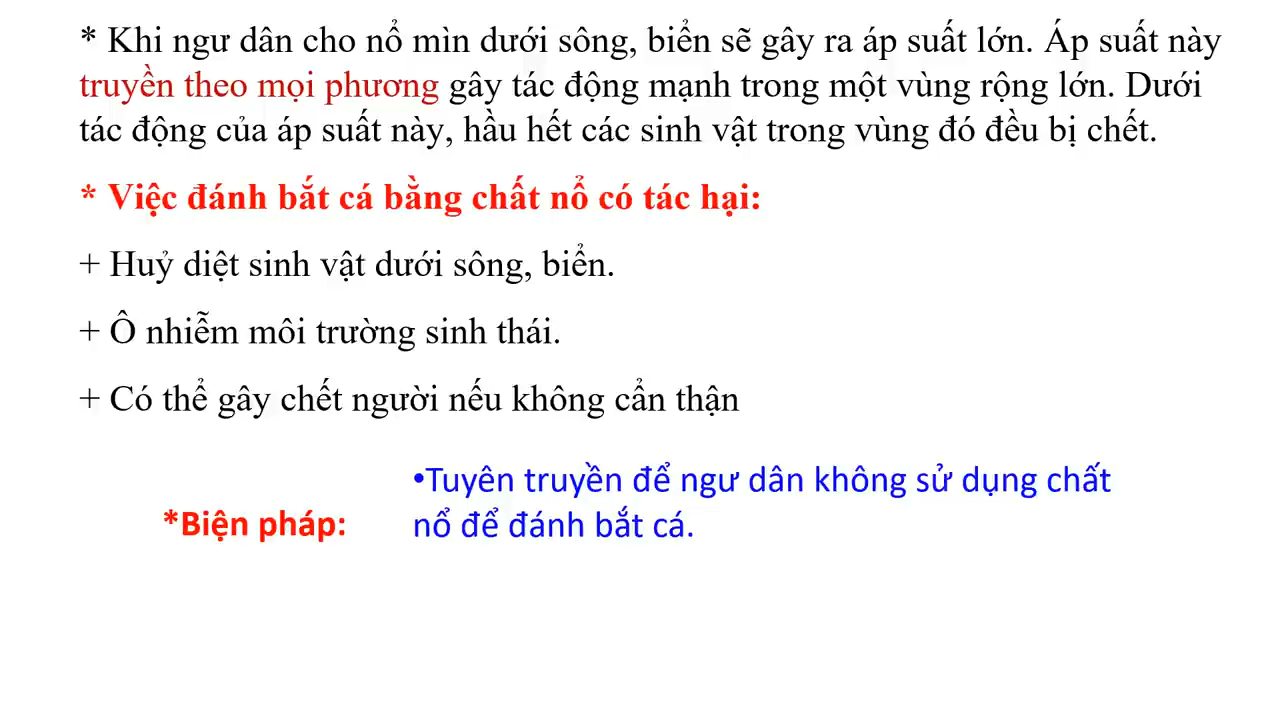 * Khi ngư dân cho nổ mìn dưới sông, biển sẽ gây ra áp suất lớn. Áp suất này
truyền theo mọi phương gây tác động mạnh trong một vùng rộng lớn. Dưới
tác động của áp suất này, hầu hết các sinh vật trong vùng đó đều bị chết.
* Việc đánh bắt cá bằng chất nổ có tác hại:
+ Huỷ diệt sinh vật dưới sông, biển.
+ Ô nhiễm môi trường sinh thái.
+ Có thể gây chết người nếu không cẩn thận
*Biện pháp:
•Tuyên truyền để ngư dân không sử dụng chất
nổ để đánh bắt cá.